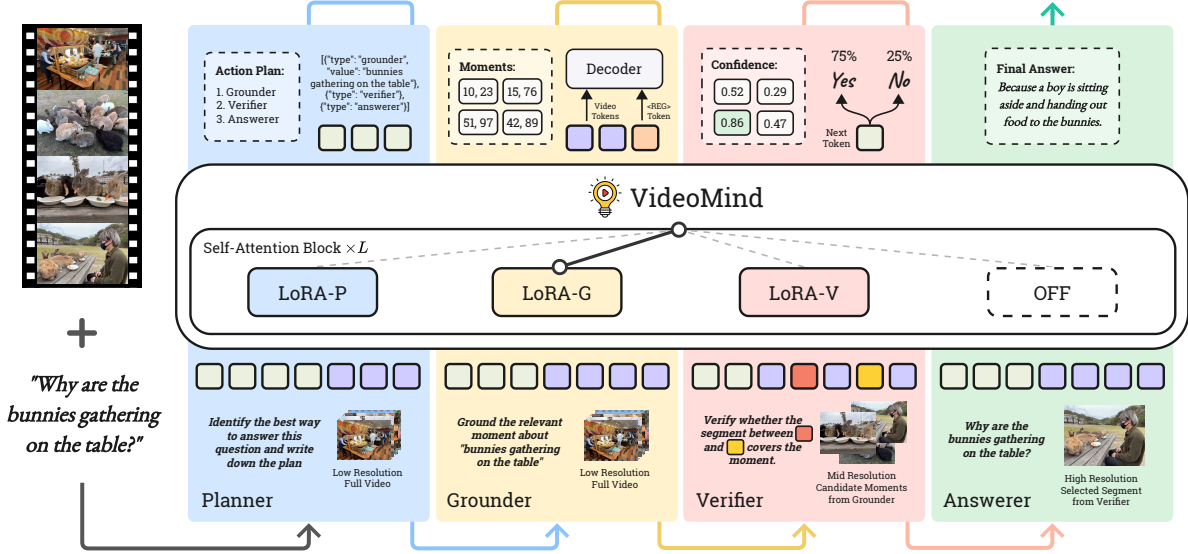 "Why are the
bunnies gathering
on the table?"
Action Plan:
1. Grounder
2. Verifier
3. Answerer
[{"type": "grounder",
"value": "bunnies
gathering on the table"},
{"type": "verifier"},
{"type": "answerer"}]
Moments:
10, 23
15, 76
51, 97
42, 89
Decoder
Video
Tokens
<REG>
Token
Confidence:
0.52
0.29
0.86
0.47
75%
25%
Yes
No
Next
Token
Final Answer:
Because a boy is sitting
aside and handing out
food to the bunnies.
VideoMind
Self-Attention Block ×L
LoRA-P
LoRA-G
LoRA-V
OFF
Identify the best way
to answer this
question and write
down the plan
Low Resolution
Full Video
Planner
Ground the relevant
moment about
"bunnies gathering
on the table"
Low Resolution
Full Video
Grounder
Verify whether the
segment between
and covers the
moment.
Mid Resolution
Candidate Moments
from Grounder
Verifier
Why are the
bunnies gathering
on the table?
High Resolution
Selected Segment
from Verifier
Answerer